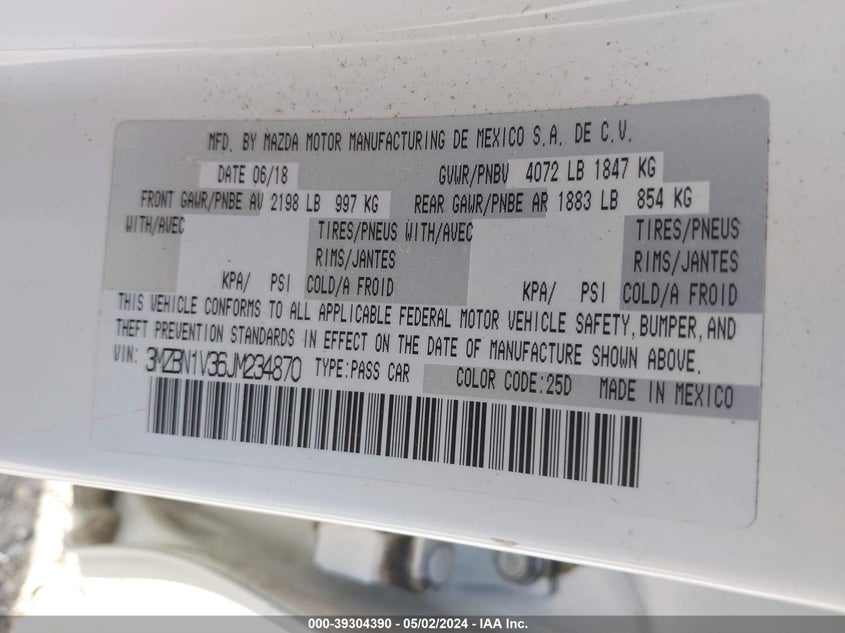 MFD. BY MAZDA MOTOR MANUFACTURING DE MEXICO S.A. DE C.V.
DATE 06/18 GVWR/PNBV 4072 LB 1847 KG
FRONT GAWR/PNBE AV 2198 LB 997 KG REAR GAWR/PNBE AR 1883 LB 854 KG
WITH/AVEC TIRES/PNEUS WITH/AVEC TIRES/PNEUS
RIMS/JANTES RIMS/JANTES
KPA/ PSI COLD/A FROID KPA/ PSI COLD/A FROID
THIS VEHICLE CONFORMS TO ALL APPLICABLE FEDERAL MOTOR VEHICLE SAFETY, BUMPER, AND
THEFT PREVENTION STANDARDS IN EFFECT ON THE DATE OF MANUFACTURE SHOWN ABOVE.
VIN: 3MZBN1V36JM234870 TYPE:PASS CAR COLOR CODE:25D MADE IN MEXICO
000-39304390 - 05/02/2024 - IAA Inc.